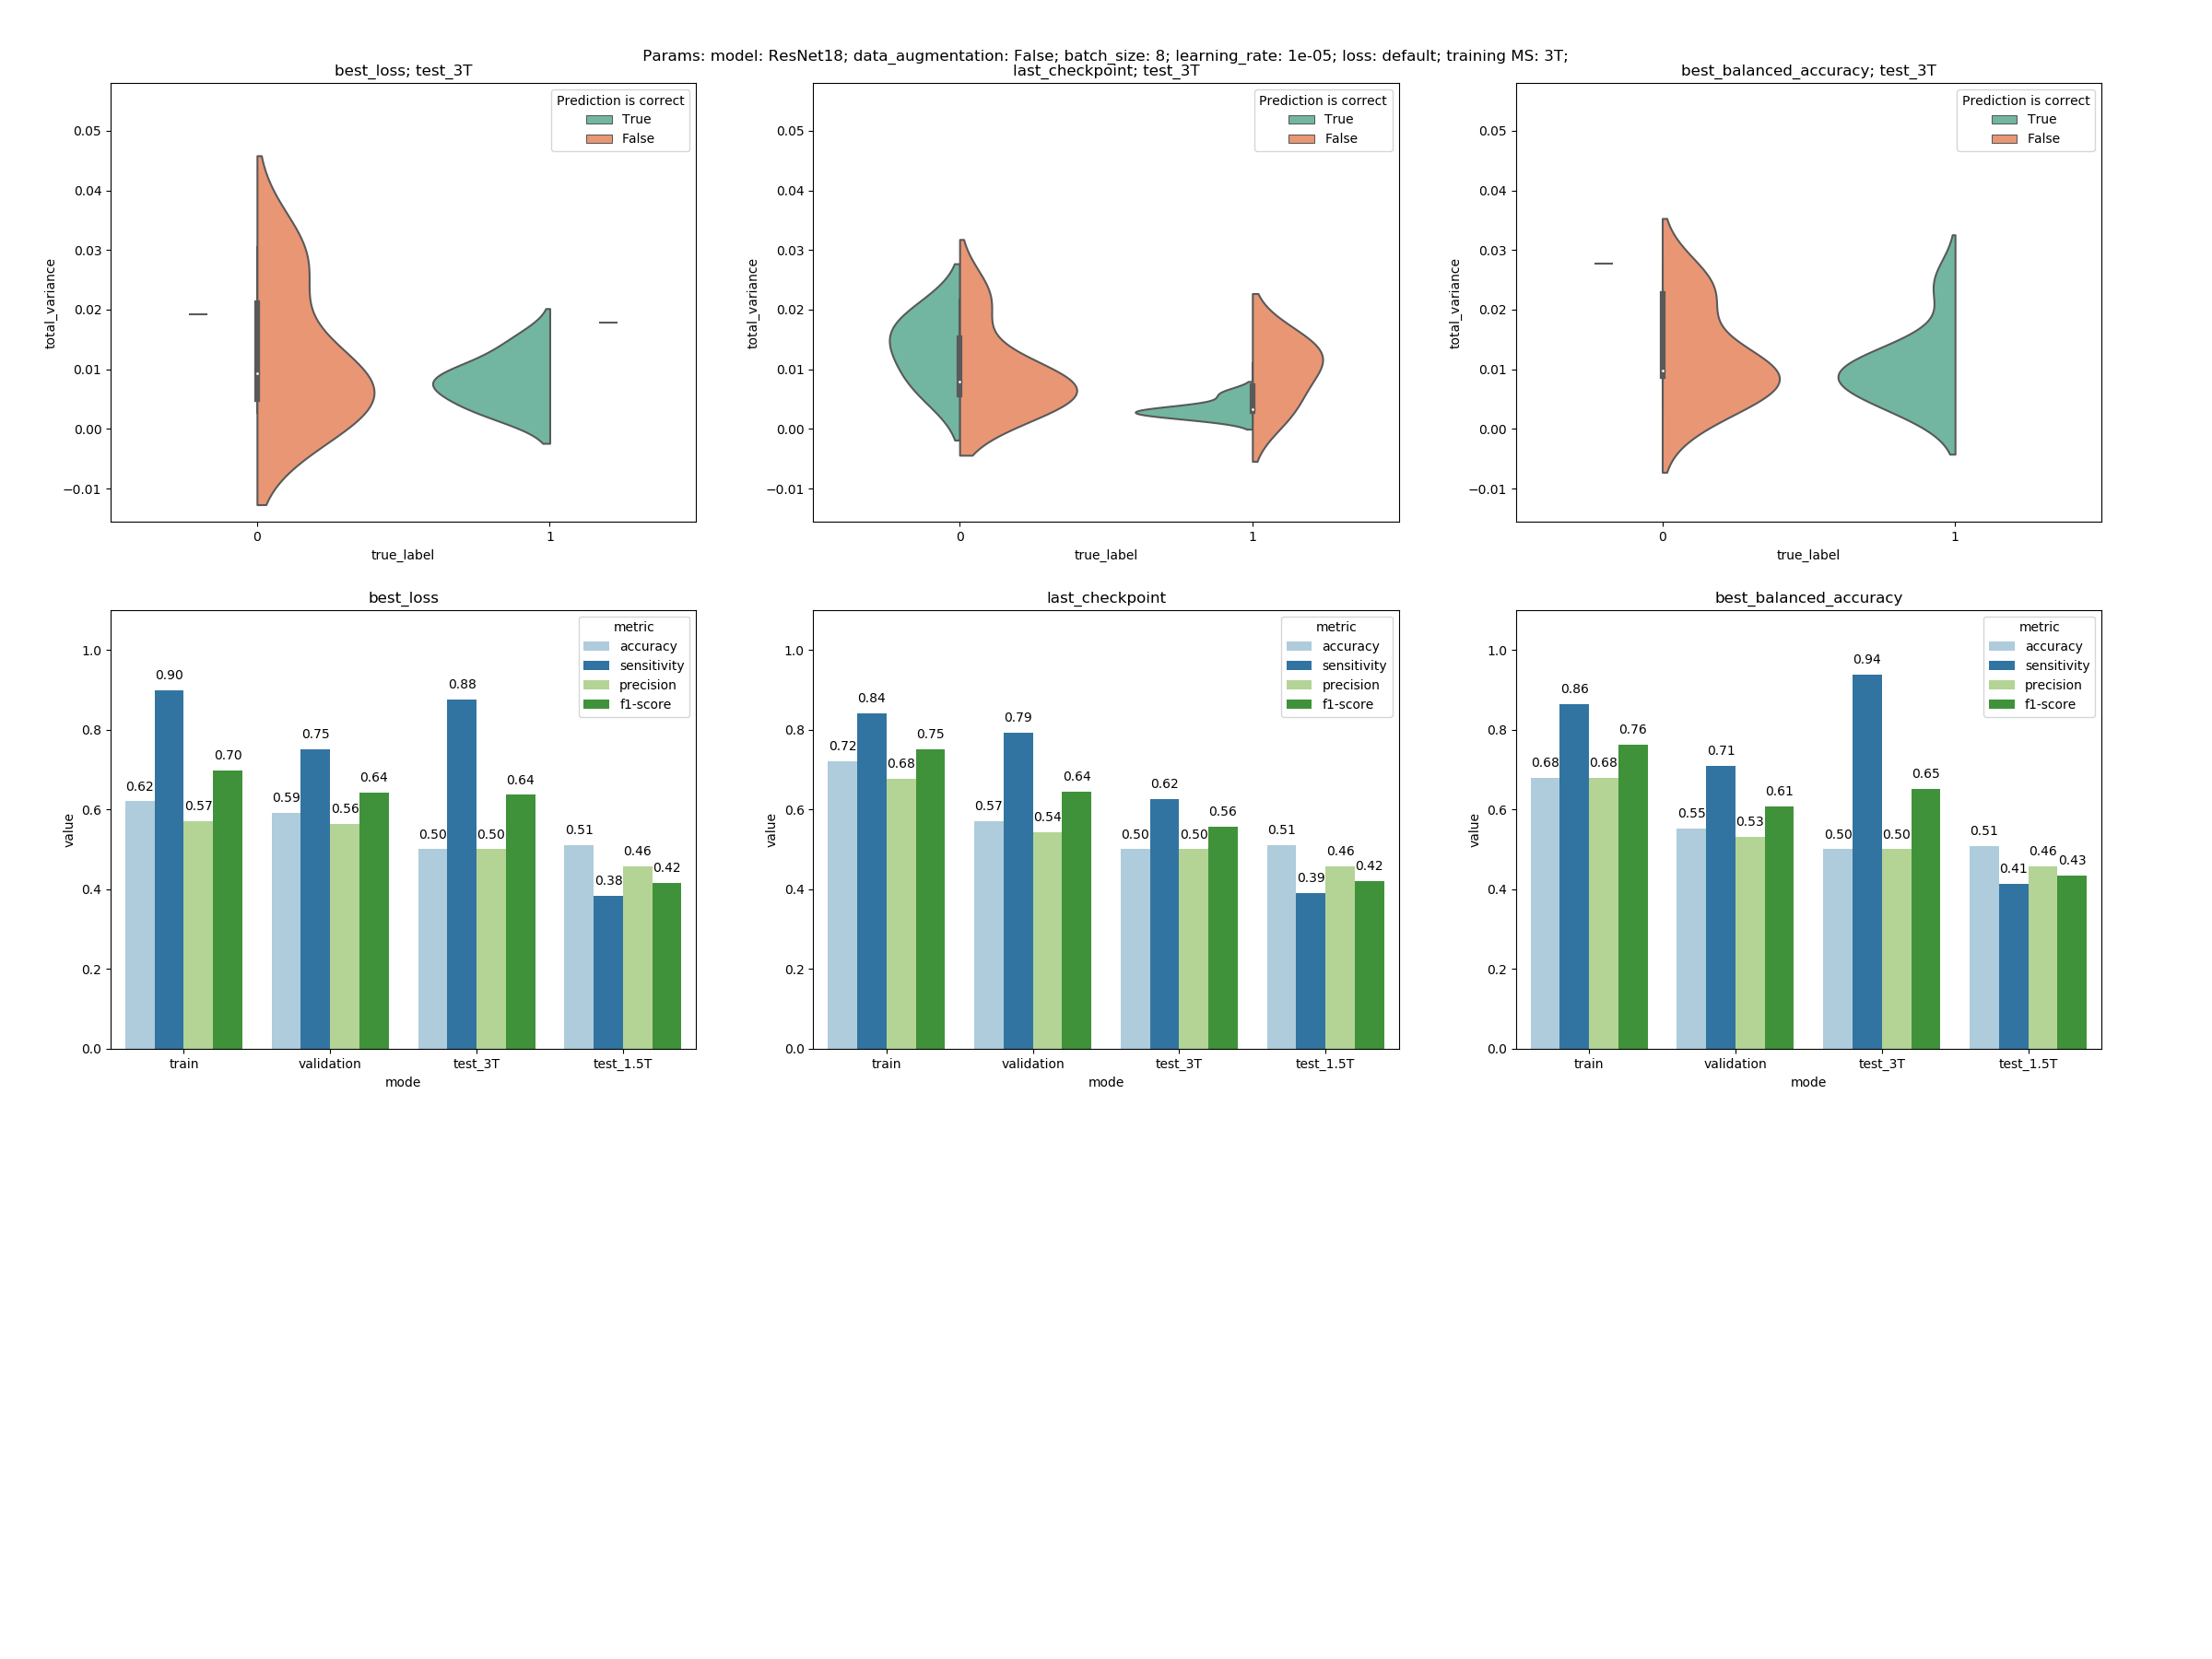 Params: model: ResNet18; data_augmentation: False; batch_size: 8; learning_rate: 1e-05; loss: default; training MS: 3T;
best_loss; test_3T
Prediction is correct
True
False
0.05
0.04
0.03
0.02
0.01
0.00
−0.01
total_variance
0
1
true_label
last_checkpoint; test_3T
Prediction is correct
True
False
0.05
0.04
0.03
0.02
0.01
0.00
−0.01
total_variance
0
1
true_label
best_balanced_accuracy; test_3T
Prediction is correct
True
False
0.05
0.04
0.03
0.02
0.01
0.00
−0.01
total_variance
0
1
true_label
best_loss
metric
accuracy
sensitivity
precision
f1-score
1.0
0.8
0.6
0.4
0.2
0.0
value
0.62
0.90
0.57
0.70
0.59
0.75
0.56
0.64
0.50
0.88
0.50
0.64
0.51
0.38
0.46
0.42
train
validation
test_3T
test_1.5T
mode
last_checkpoint
metric
accuracy
sensitivity
precision
f1-score
1.0
0.8
0.6
0.4
0.2
0.0
value
0.72
0.84
0.68
0.75
0.57
0.79
0.54
0.64
0.50
0.62
0.50
0.56
0.51
0.39
0.46
0.42
train
validation
test_3T
test_1.5T
mode
best_balanced_accuracy
metric
accuracy
sensitivity
precision
f1-score
1.0
0.8
0.6
0.4
0.2
0.0
value
0.68
0.86
0.68
0.76
0.55
0.71
0.53
0.61
0.50
0.94
0.50
0.65
0.51
0.41
0.46
0.43
train
validation
test_3T
test_1.5T
mode